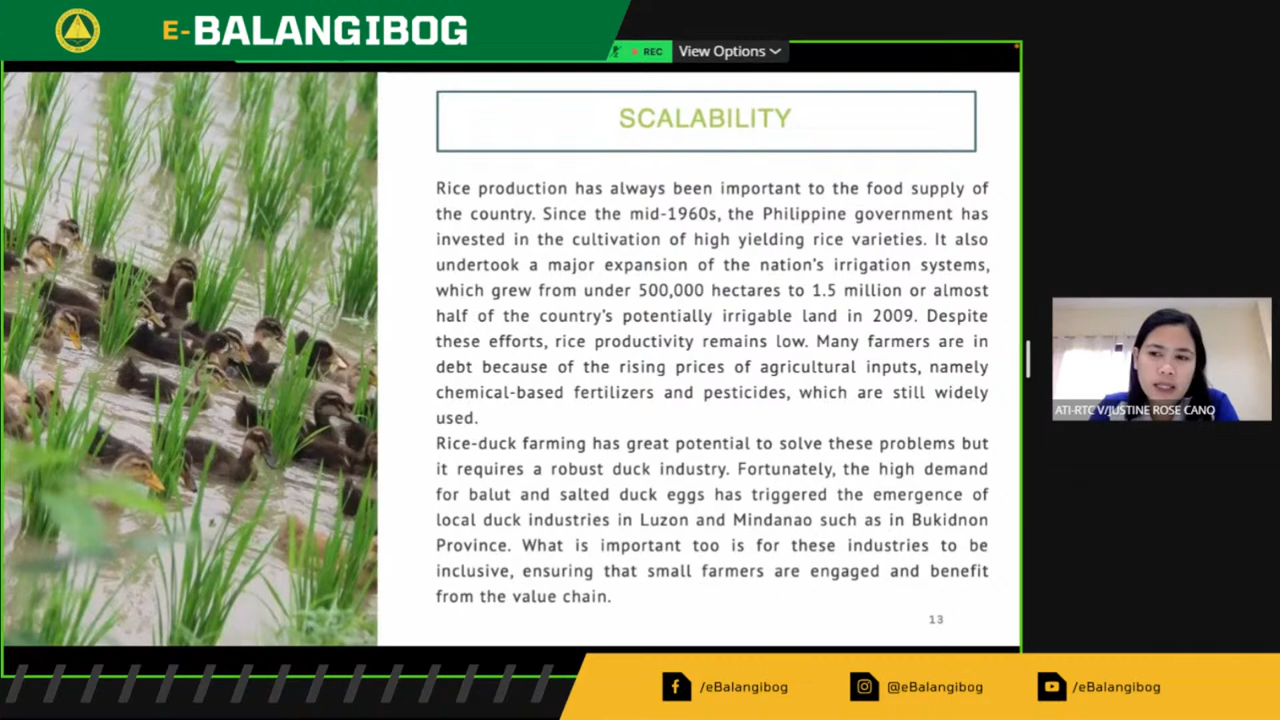 E-BALANGIBOG
REC
View Options
SCALABILITY
Rice production has always been important to the food supply of
the country. Since the mid-1960s, the Philippine government has
invested in the cultivation of high yielding rice varieties. It also
undertook a major expansion of the nation's irrigation systems,
which grew from under 500,000 hectares to 1.5 million or almost
half of the country's potentially irrigable land in 2009. Despite
these efforts, rice productivity remains low. Many farmers are in
debt because of the rising prices of agricultural inputs, namely
chemical-based fertilizers and pesticides, which are still widely
used.
Rice-duck farming has great potential to solve these problems but
it requires a robust duck industry. Fortunately, the high demand
for balut and salted duck eggs has triggered the emergence of
local duck industries in Luzon and Mindanao such as in Bukidnon
Province. What is important too is for these industries to be
inclusive, ensuring that small farmers are engaged and benefit
from the value chain.
13
ATI-RTC V/JUSTINE ROSE CANO
/eBalangibog
@eBalangibog
/eBalangibog